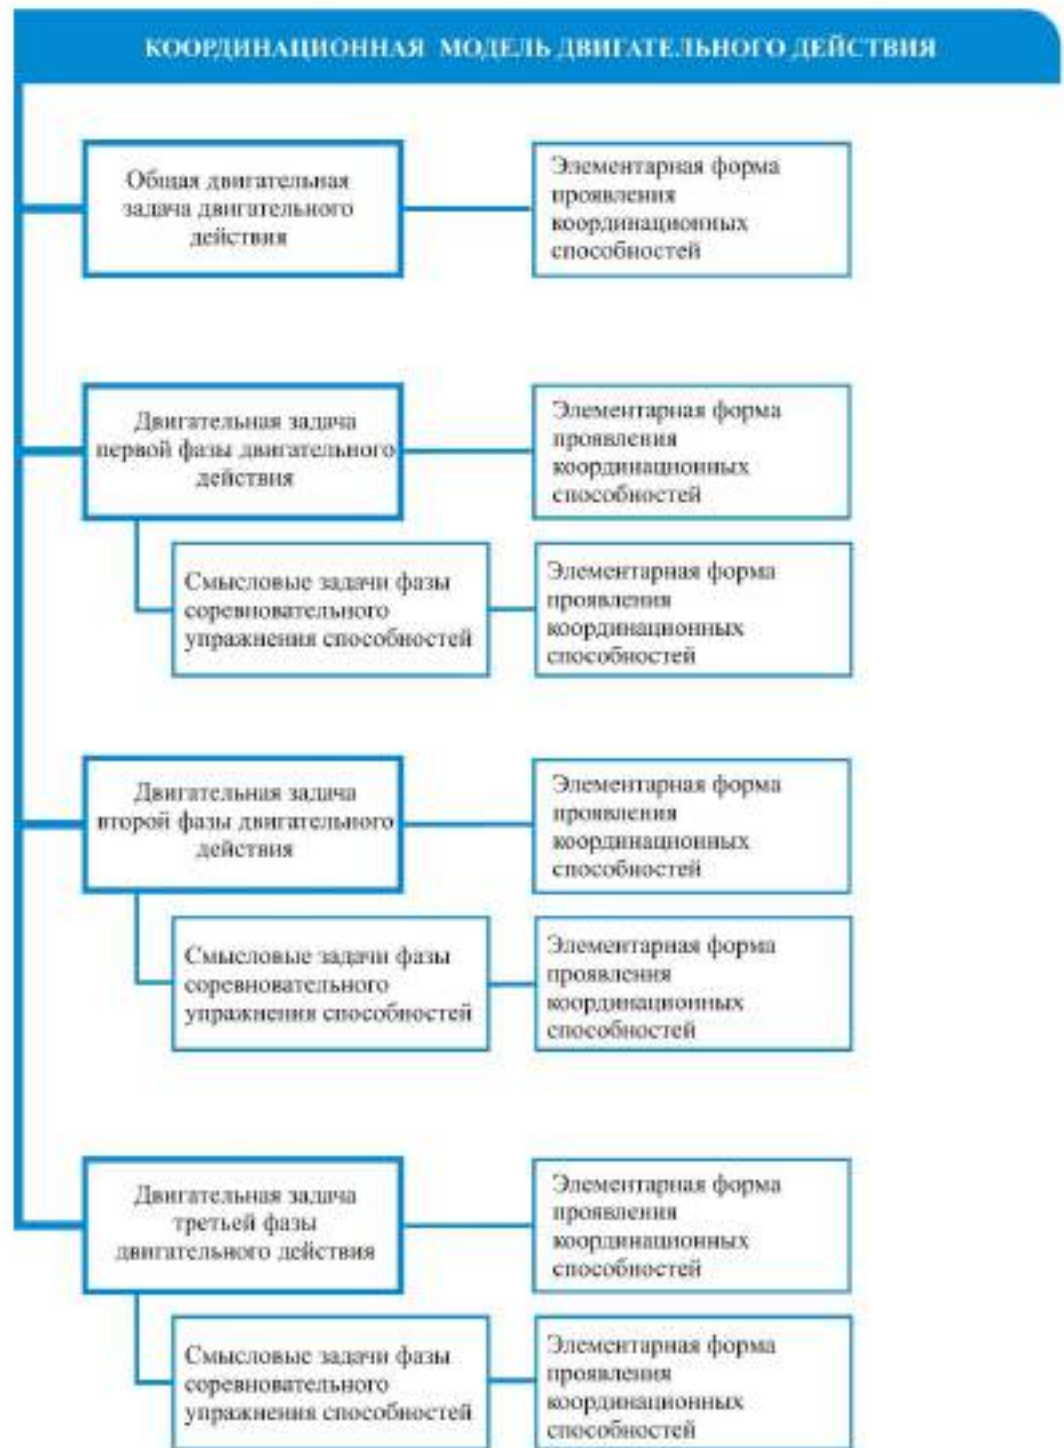 КООРДИНАЦИОННАЯ МОДЕЛЬ ДВИГАТЕЛЬНОГО ДЕЙСТВИЯ
Общая двигательная
задача двигательного
действия
Элементарная форма
проявления
координационных
способностей
Двигательная задача
первой фазы двигательного
действия
Элементарная форма
проявления
координационных
способностей
Смысловые задачи фазы
соревновательного
упражнения способностей
Элементарная форма
проявления
координационных
способностей
Двигательная задача
второй фазы двигательного
действия
Элементарная форма
проявления
координационных
способностей
Смысловые задачи фазы
соревновательного
упражнения способностей
Элементарная форма
проявления
координационных
способностей
Двигательная задача
третьей фазы
двигательного действия
Элементарная форма
проявления
координационных
способностей
Смысловые задачи фазы
соревновательного
упражнения способностей
Элементарная форма
проявления
координационных
способностей